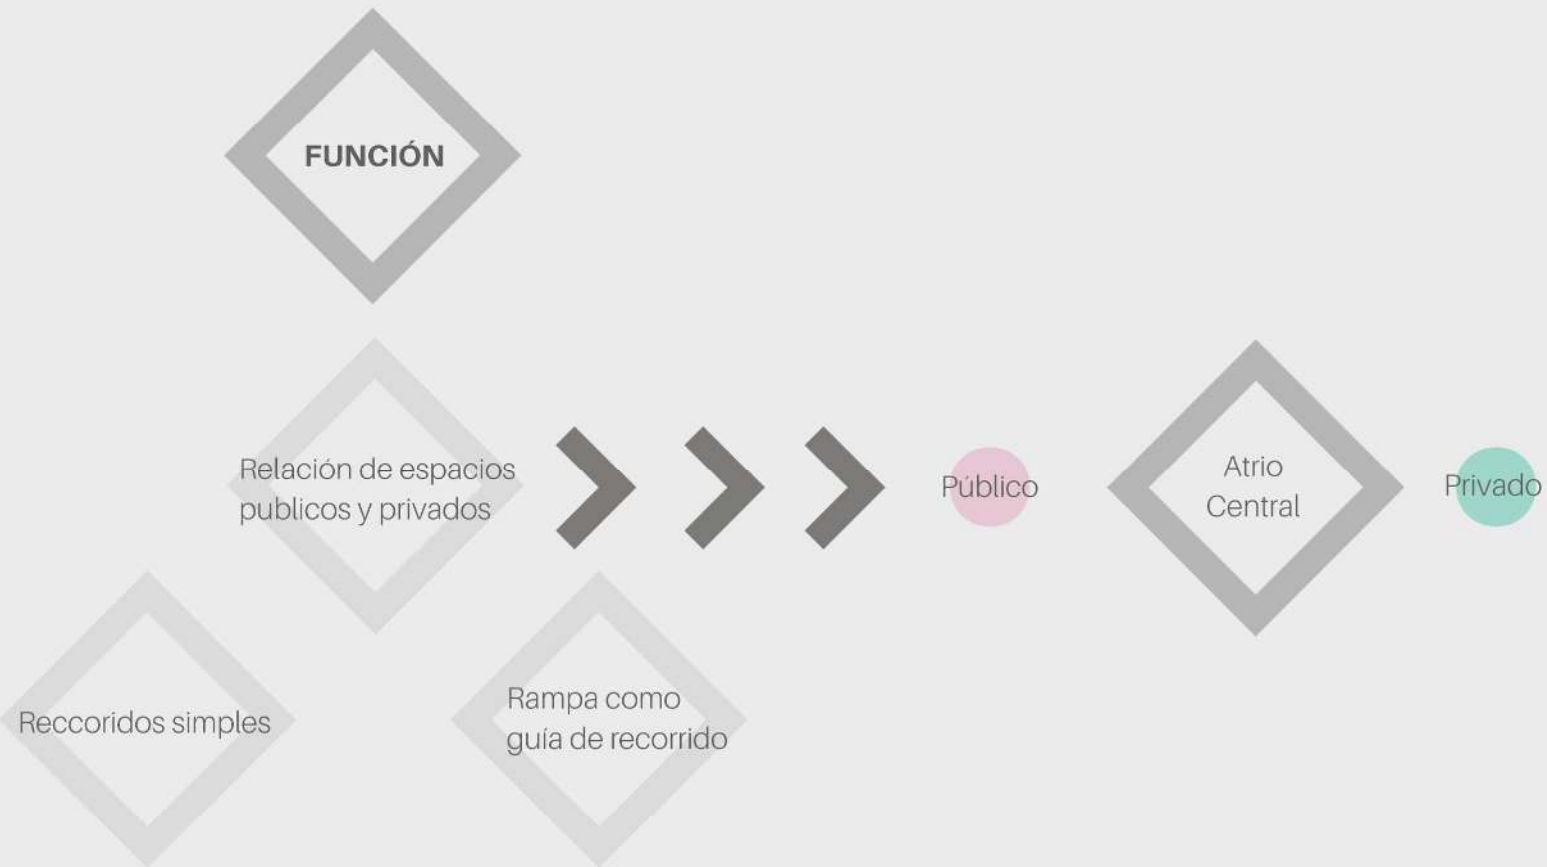 FUNCIÓN
Relación de espacios
publicos y privados
Público
Atrio
Central
Privado
Reccoridos simples
Rampa como
guía de recorrido